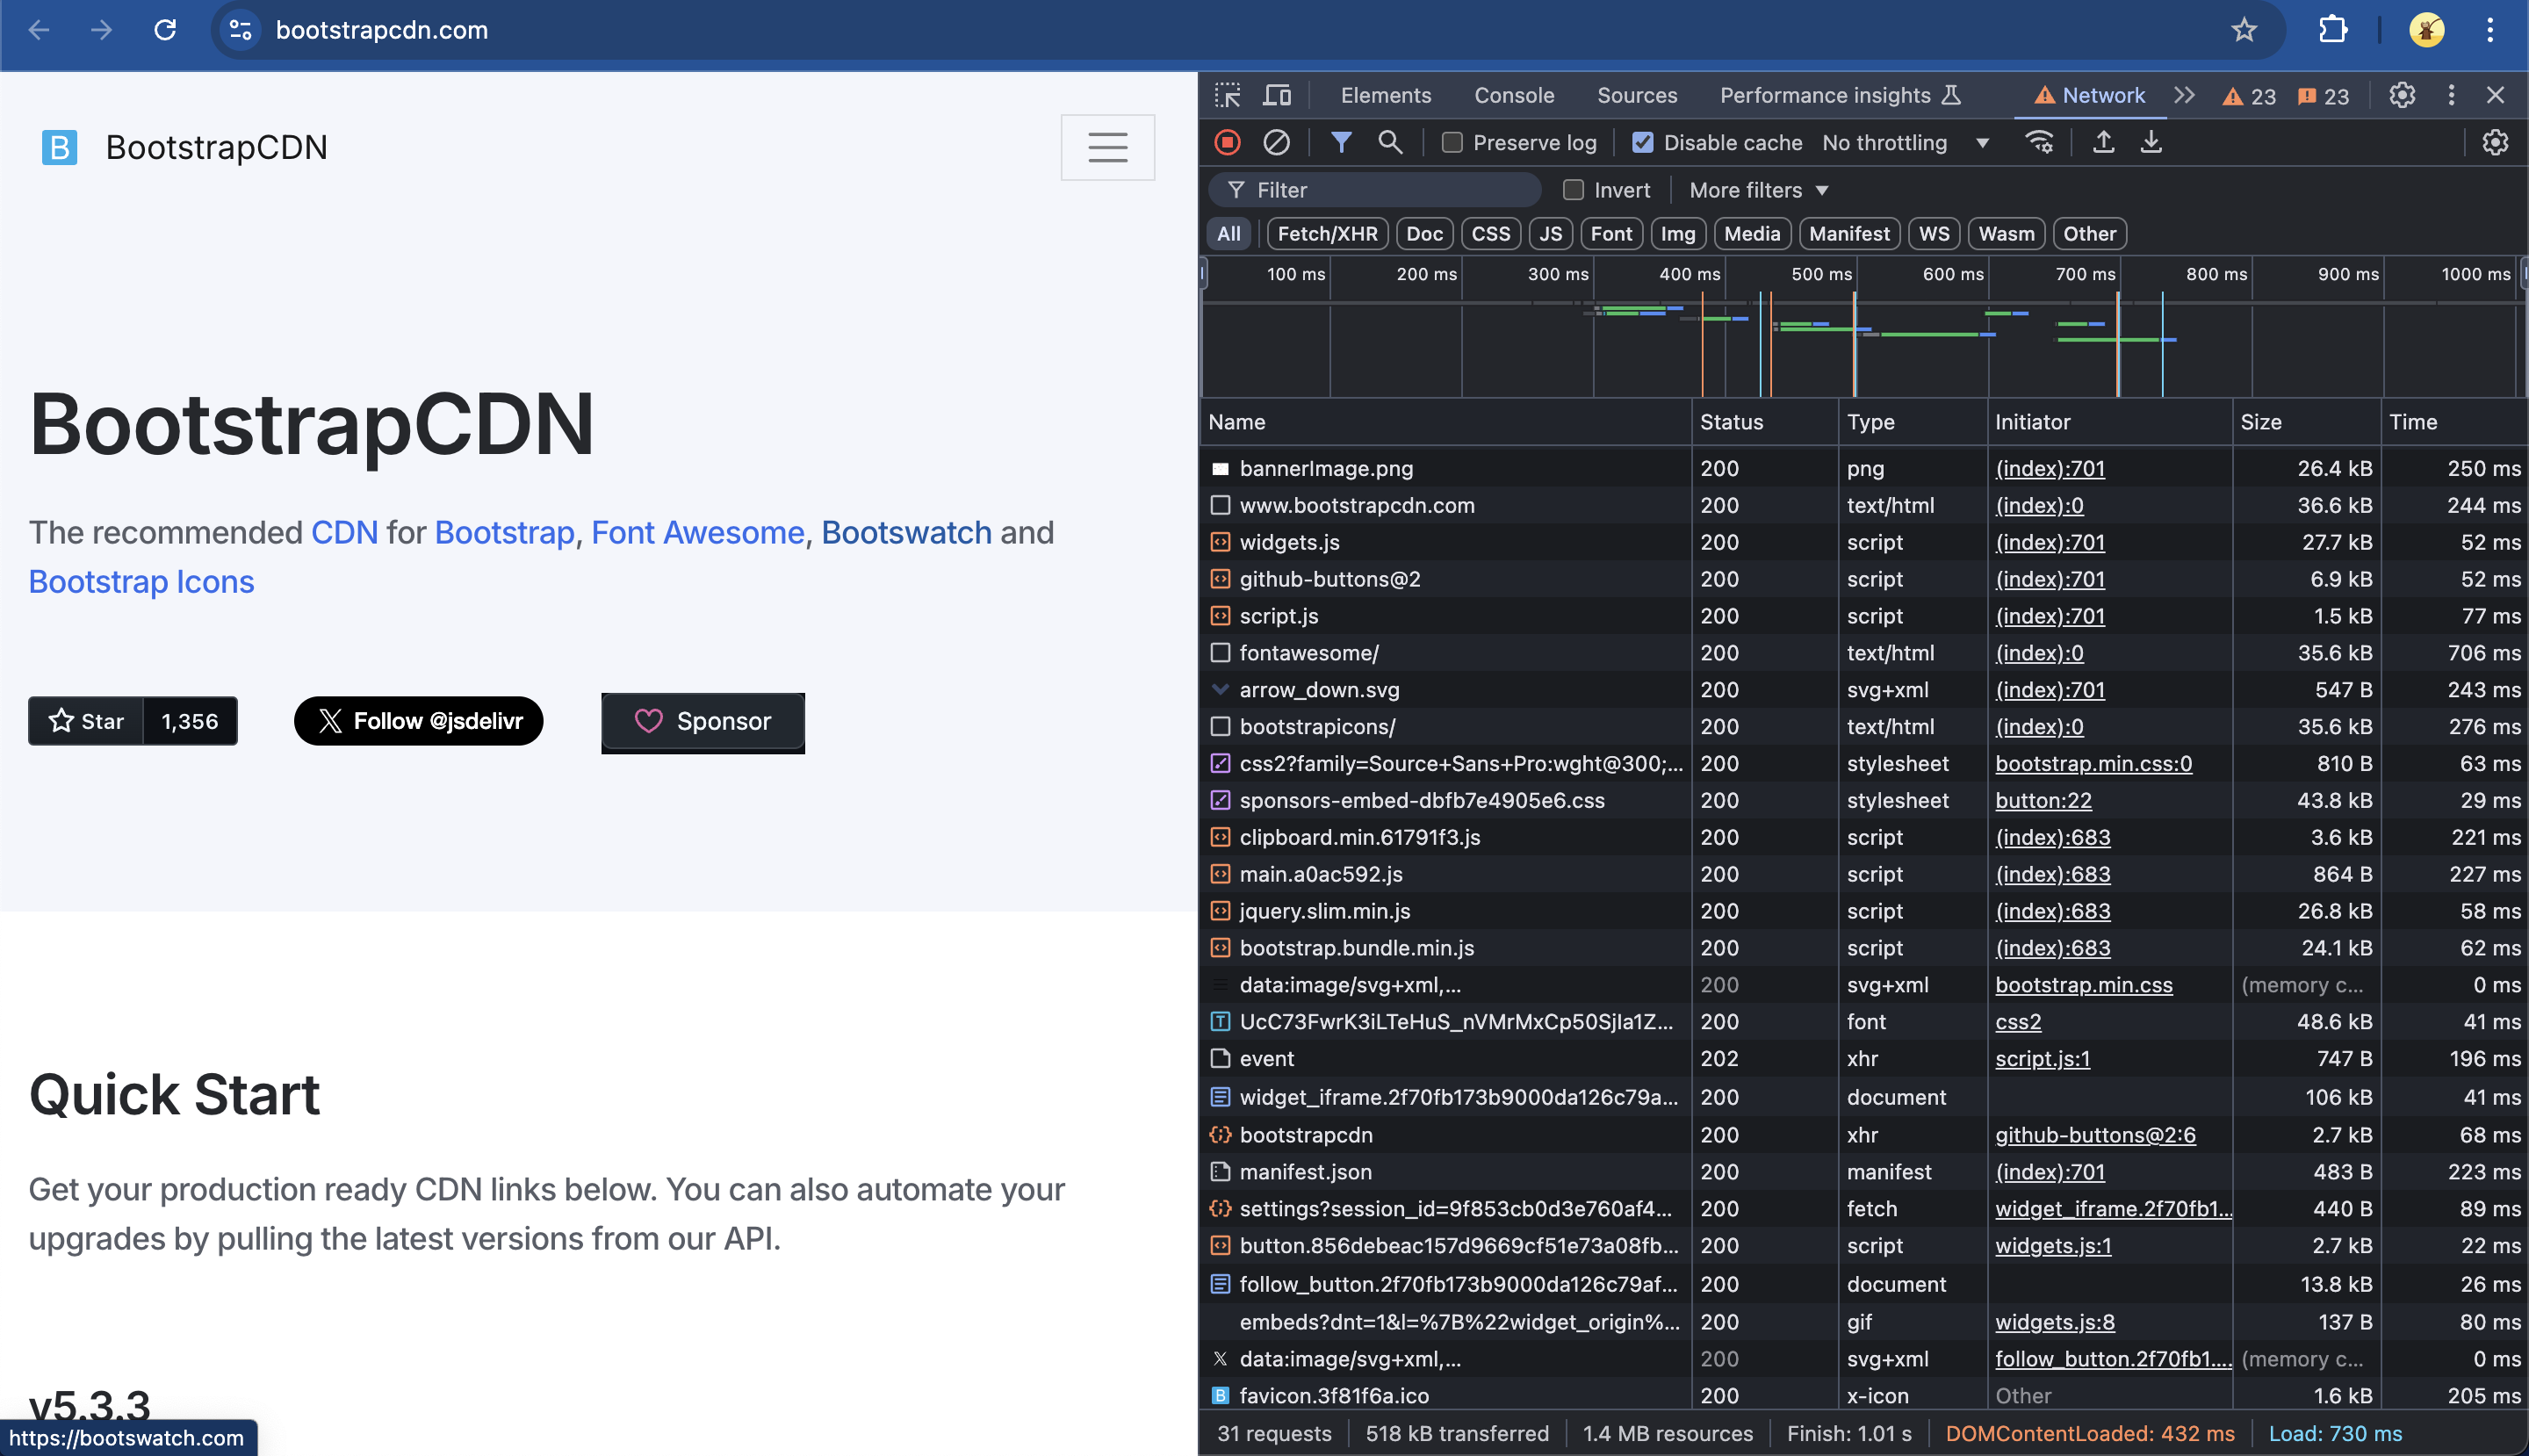 bootstrapcdn.com
BootstrapCDN
BootstrapCDN
The recommended CDN for Bootstrap, Font Awesome, Bootswatch and
Bootstrap Icons
Star 1,356
Follow @jsdelivr
Sponsor
Quick Start
Get your production ready CDN links below. You can also automate your
upgrades by pulling the latest versions from our API.
v5.3.3
https://bootswatch.com
Elements Console Sources Performance insights Network 23 23
Preserve log Disable cache No throttling
Filter Invert More filters
All Fetch/XHR Doc CSS JS Font Img Media Manifest WS Wasm Other
100 ms 200 ms 300 ms 400 ms 500 ms 600 ms 700 ms 800 ms 900 ms 1000 ms
Name Status Type Initiator Size Time
bannerImage.png 200 png (index):701 26.4 kB 250 ms
www.bootstrapcdn.com 200 text/html (index):0 36.6 kB 244 ms
widgets.js 200 script (index):701 27.7 kB 52 ms
github-buttons@2 200 script (index):701 6.9 kB 52 ms
script.js 200 script (index):701 1.5 kB 77 ms
fontawesome/ 200 text/html (index):0 35.6 kB 706 ms
arrow_down.svg 200 svg+xml (index):701 547 B 243 ms
bootstrapicons/ 200 text/html (index):0 35.6 kB 276 ms
css2?family=Source+Sans+Pro:wght@300;... 200 stylesheet bootstrap.min.css:0 810 B 63 ms
sponsors-embed-dbfb7e4905e6.css 200 stylesheet button:22 43.8 kB 29 ms
clipboard.min.61791f3.js 200 script (index):683 3.6 kB 221 ms
main.a0ac592.js 200 script (index):683 864 B 227 ms
jquery.slim.min.js 200 script (index):683 26.8 kB 58 ms
bootstrap.bundle.min.js 200 script (index):683 24.1 kB 62 ms
data:image/svg+xml,... 200 svg+xml bootstrap.min.css (memory c... 0 ms
UcC73FwrK3iLTeHuS_nVMrMxCp50SjIa1Z... 200 font css2 48.6 kB 41 ms
event 202 xhr script.js:1 747 B 196 ms
widget_iframe.2f70fb173b9000da126c79a... 200 document 106 kB 41 ms
bootstrapcdn 200 xhr github-buttons@2:6 2.7 kB 68 ms
manifest.json 200 manifest (index):701 483 B 223 ms
settings?session_id=9f853cb0d3e760af4... 200 fetch widget_iframe.2f70fb1... 440 B 89 ms
button.856debeac157d9669cf51e73a08fb... 200 script widgets.js:1 2.7 kB 22 ms
follow_button.2f70fb173b9000da126c79af... 200 document 13.8 kB 26 ms
embeds?dnt=1&l=%7B%22widget_origin%... 200 gif widgets.js:8 137 B 80 ms
data:image/svg+xml,... 200 svg+xml follow_button.2f70fb1.... (memory c... 0 ms
favicon.3f81f6a.ico 200 x-icon Other 1.6 kB 205 ms
31 requests 518 kB transferred 1.4 MB resources Finish: 1.01 s DOMContentLoaded: 432 ms Load: 730 ms